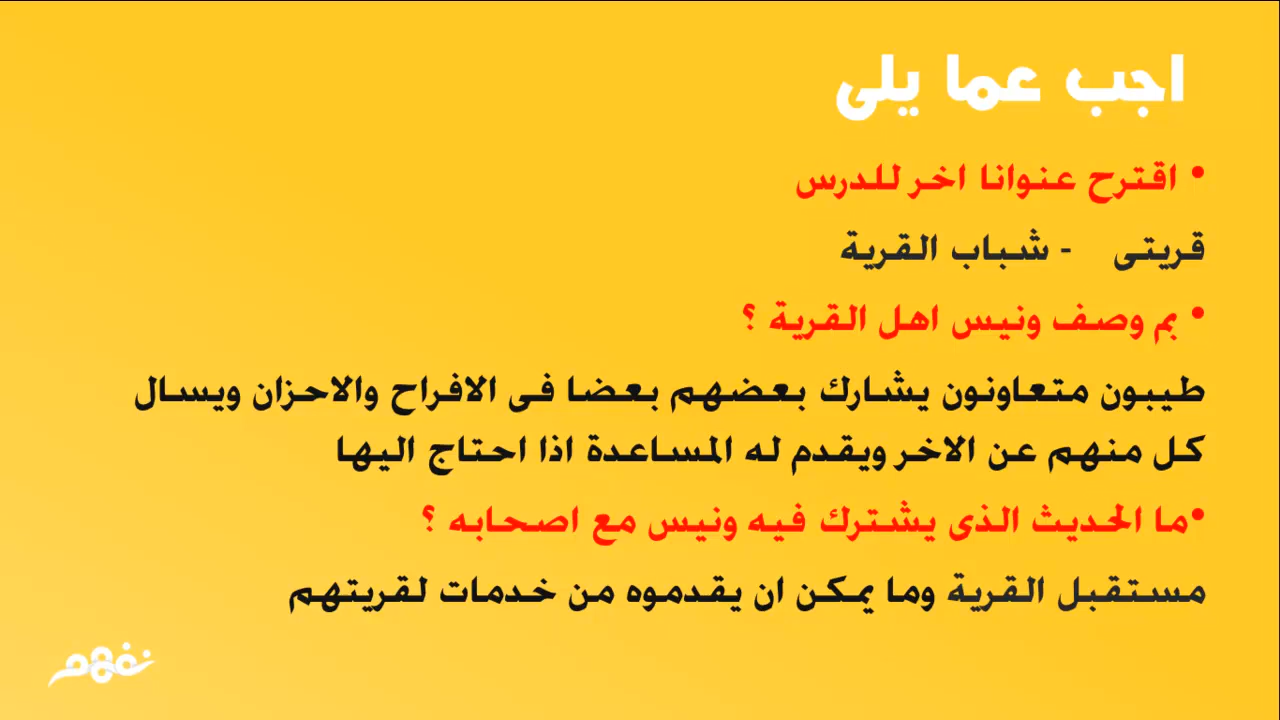 اجب عما يلى
• اقترح عنوانا اخر للدرس
قريتى - شباب القرية
• بم وصف ونيس اهل القرية ؟
طيبون متعاونون يشارك بعضهم بعضا فى الافراح والاحزان ويسال
كل منهم عن الاخر ويقدم له المساعدة اذا احتاج اليها
•ما الحديث الذى يشترك فيه ونيس مع اصحابه ؟
مستقبل القرية وما يمكن ان يقدموه من خدمات لقريتهم
نفهم